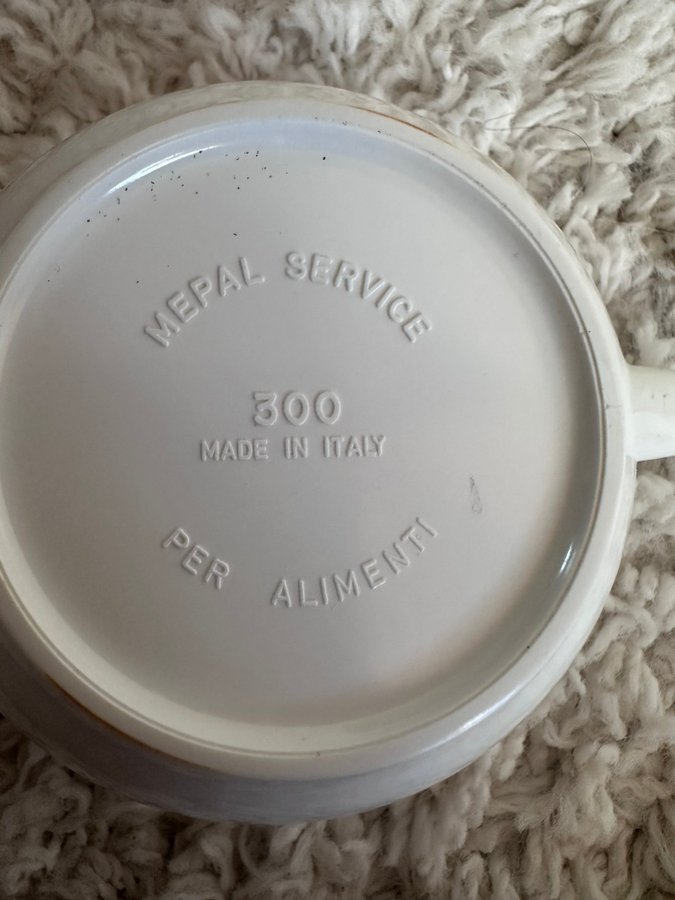 MEPAL SERVICE
300
MADE IN ITALY
PER ALIMENTI